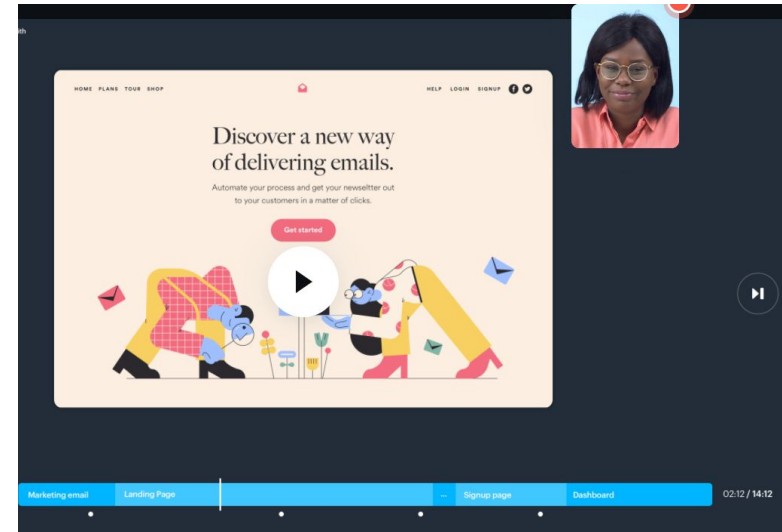 HOME PLANS TOUR SHOP
HELP LOGIN SIGNUP
Discover a new way
of delivering emails.
Automate your process and get your newseltter out
to your customers in a matter of clicks.
Get started
Marketing email
Landing Page
...
Signup page
Dashboard
02:12 / 14:12